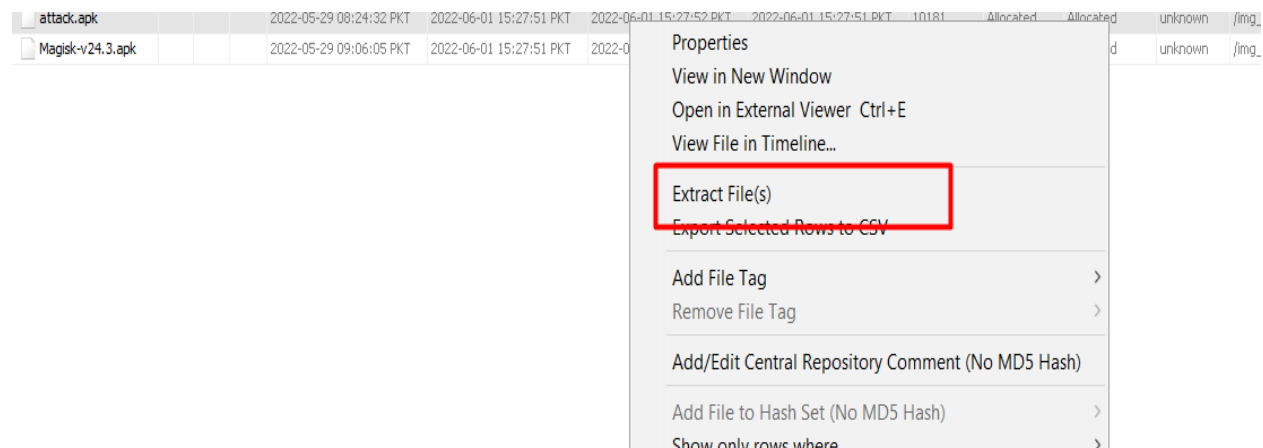 attack.apk 2022-05-29 08:24:32 PKT 2022-06-01 15:27:51 PKT 2022-06-01 15:27:52 PKT 2022-06-01 15:27:51 PKT 10181 Allocated Allocated unknown /img_
Magisk-v24.3.apk 2022-05-29 09:06:05 PKT 2022-06-01 15:27:51 PKT 2022-0 d unknown /img_
Properties
View in New Window
Open in External Viewer Ctrl+E
View File in Timeline...
Extract File(s)
Export Selected Rows to CSV
Add File Tag
Remove File Tag
Add/Edit Central Repository Comment (No MD5 Hash)
Add File to Hash Set (No MD5 Hash)
Show only rows where